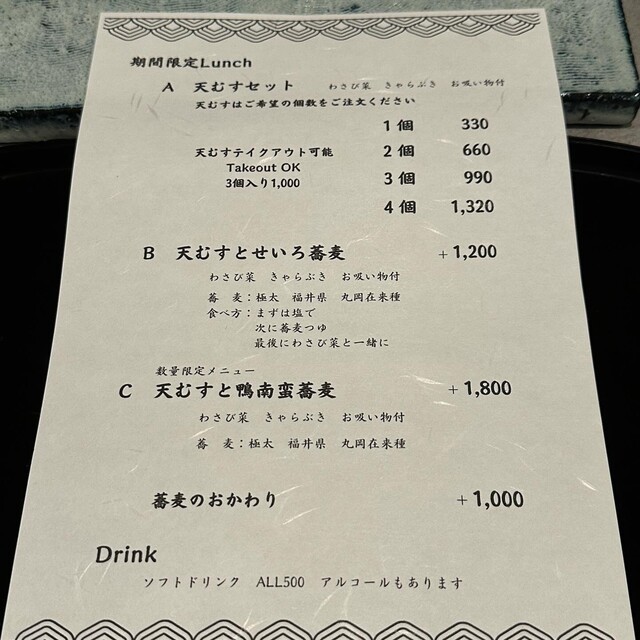 期間限定Lunch
A 天むすセット わさび菜 きゃらぶき お吸い物付
天むすはご希望の個数をご注文ください
1個 330
天むすテイクアウト可能 2個 660
Takeout OK
3個入り1,000 3個 990
4個 1,320
B 天むすとせいろ蕎麦 +1,200
わさび菜 きゃらぶき お吸い物付
蕎 麦：極太 福井県 丸岡在来種
食べ方：まずは塩で
次に蕎麦つゆ
最後にわさび菜と一緒に
数量限定メニュー
C 天むすと鴨南蛮蕎麦 +1,800
わさび菜 きゃらぶき お吸い物付
蕎 麦：極太 福井県 丸岡在来種
蕎麦のおかわり +1,000
Drink
ソフトドリンク ALL500 アルコールもあります